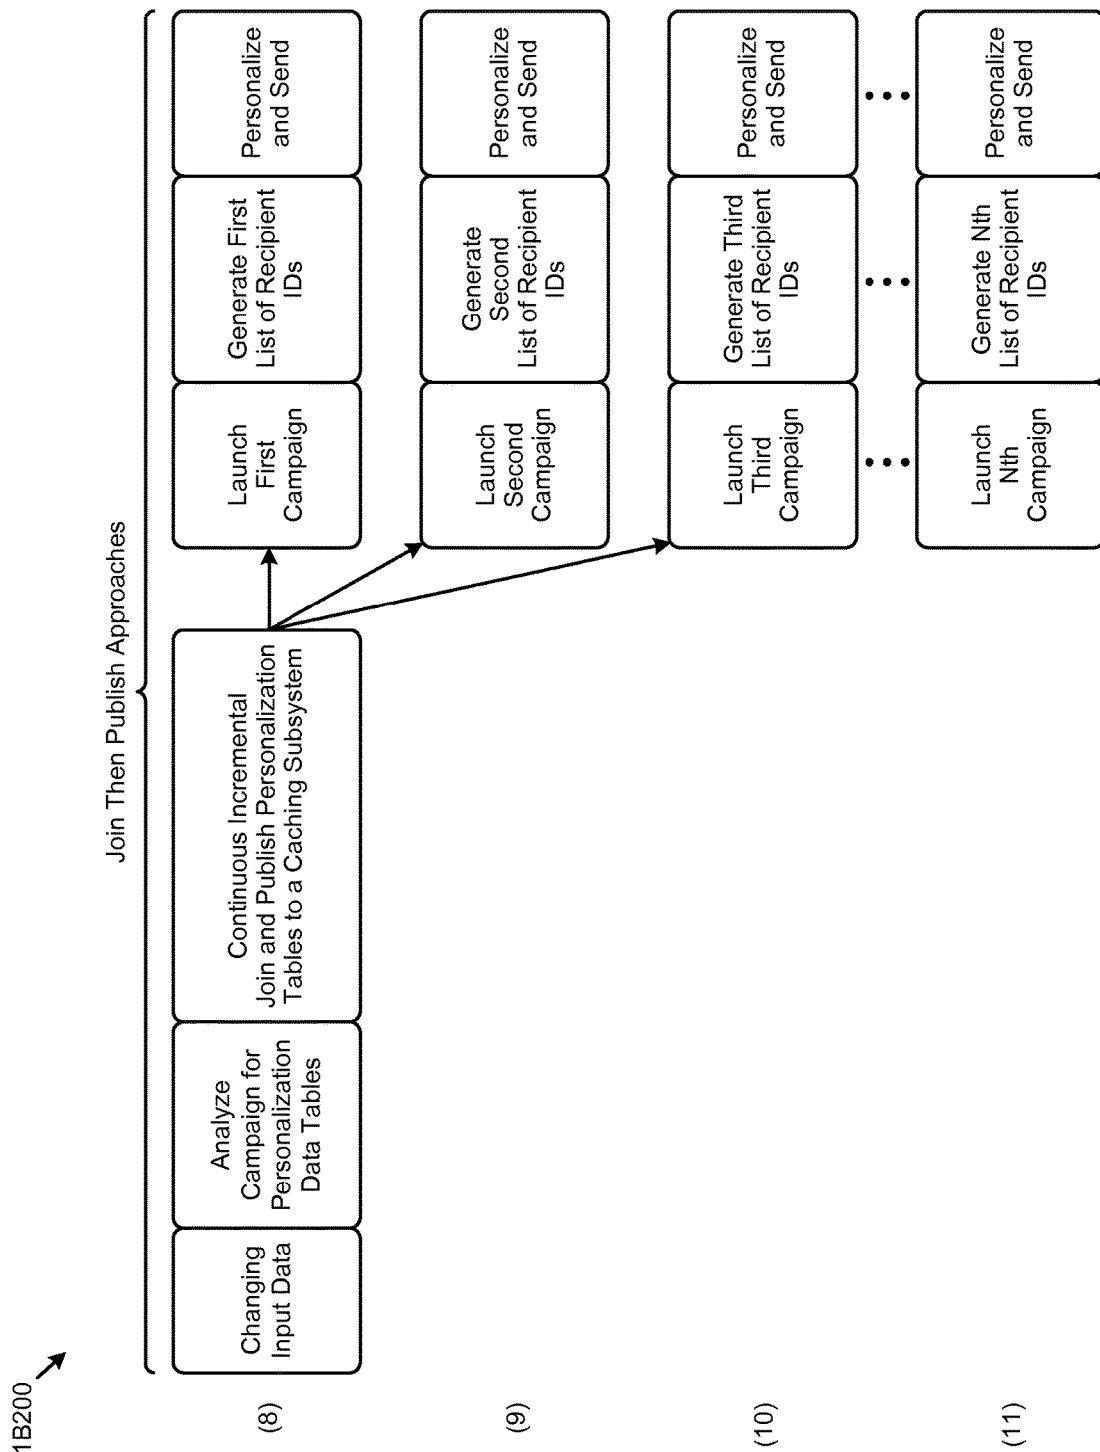 1B200
Join Then Publish Approaches
(8)
Changing
Input Data
Analyze
Campaign for
Personalization
Data Tables
Continuous Incremental
Join and Publish Personalization
Tables to a Caching Subsystem
Launch
First
Campaign
Generate First
List of Recipient
IDs
Personalize
and Send
(9)
Launch
Second
Campaign
Generate
Second
List of Recipient
IDs
Personalize
and Send
(10)
Launch
Third
Campaign
Generate Third
List of Recipient
IDs
Personalize
and Send
(11)
Launch
Nth
Campaign
Generate Nth
List of Recipient
IDs
Personalize
and Send